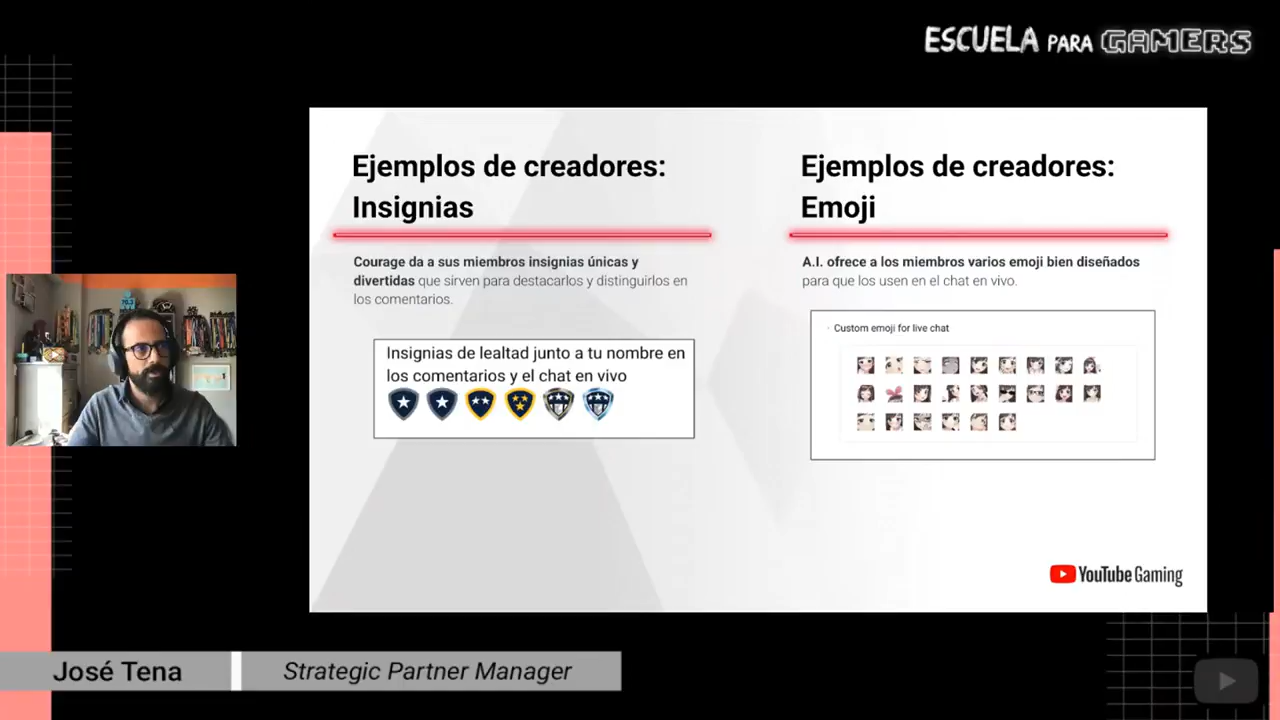 ESCUELA PARA GAMERS
Ejemplos de creadores:
Insignias
Courage da a sus miembros insignias únicas y
divertidas que sirven para destacarlos y distinguirlos en
los comentarios.
Insignias de lealtad junto a tu nombre en
los comentarios y el chat en vivo
Ejemplos de creadores:
Emoji
A.I. ofrece a los miembros varios emoji bien diseñados
para que los usen en el chat en vivo.
Custom emoji for live chat
YouTube Gaming
José Tena
Strategic Partner Manager